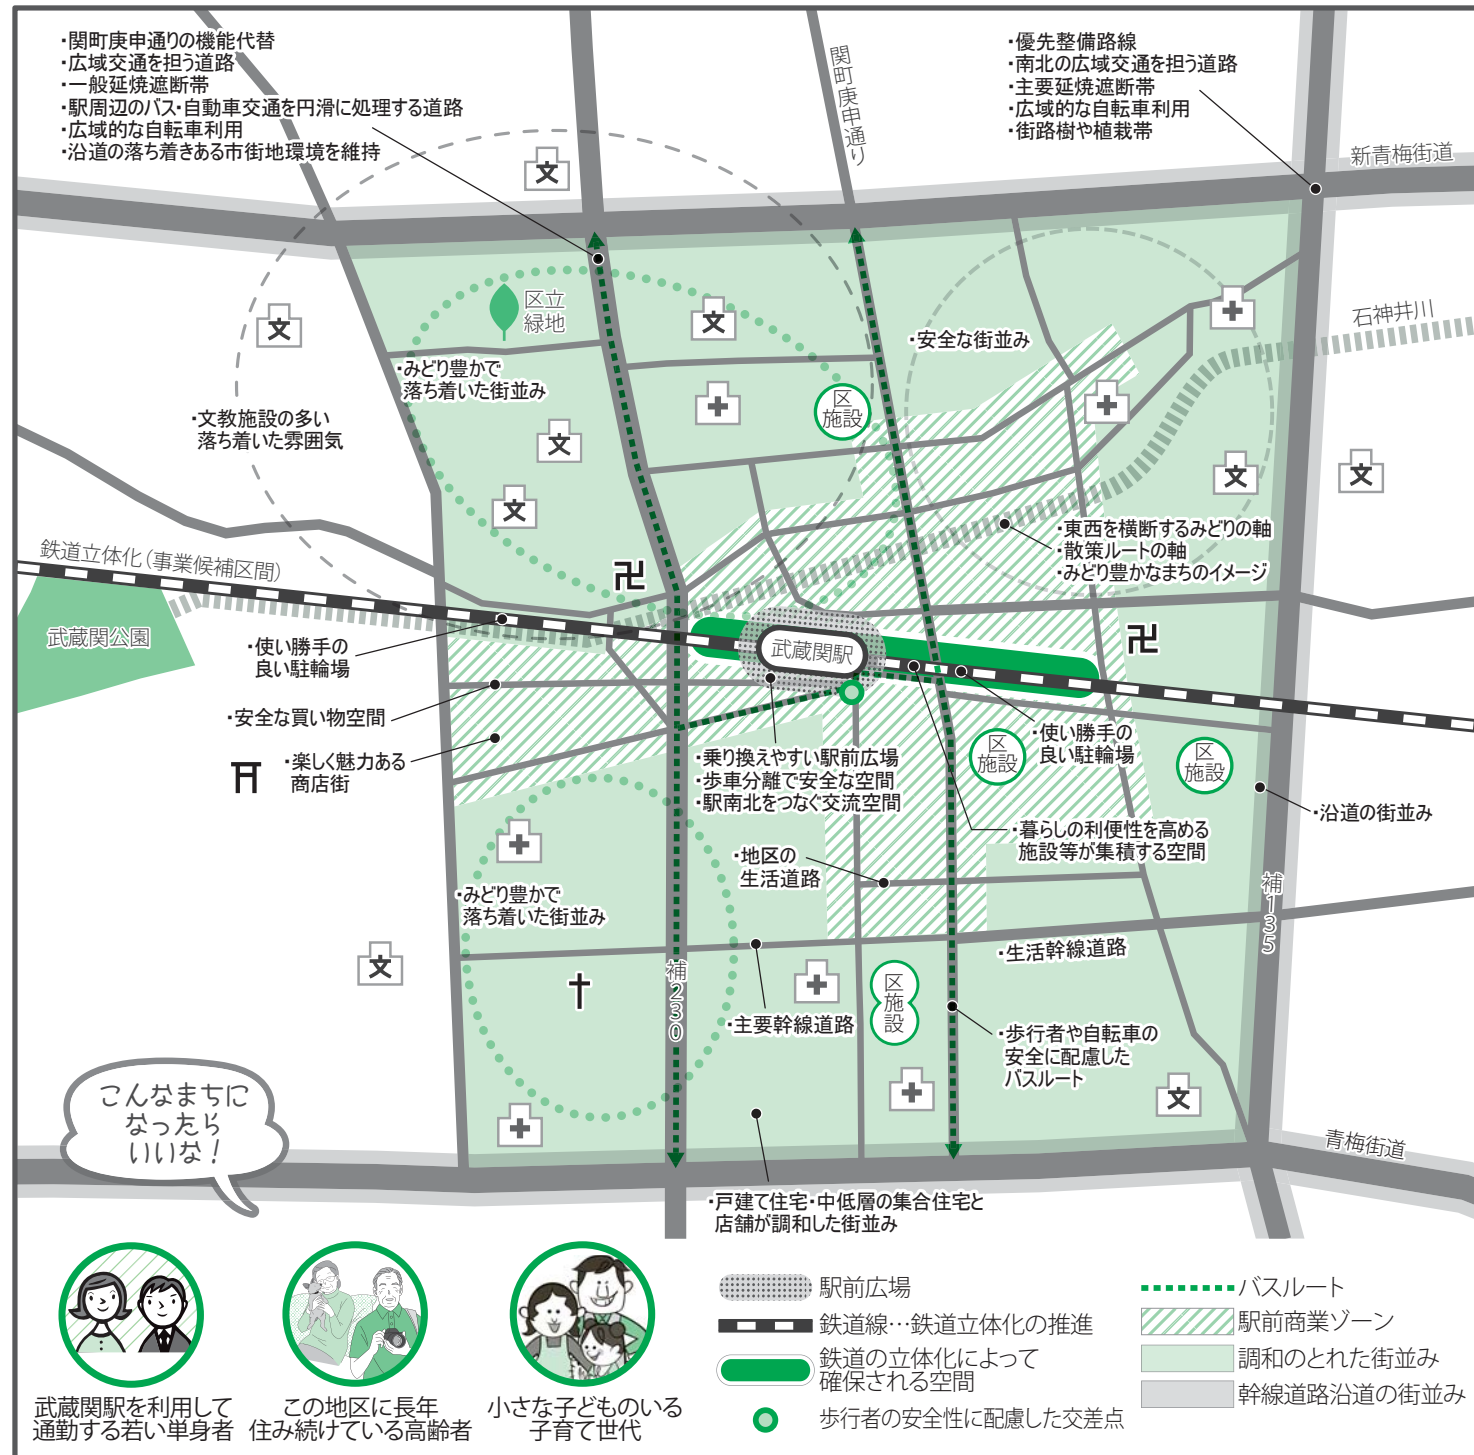 ・関町庚申通りの機能代替
・広域交通を担う道路
・一般延焼遮断帯
・駅周辺のバス・自動車交通を円滑に処理する道路
・広域的な自転車利用
・沿道の落ち着きある市街地環境を維持
関町庚申通り
・優先整備路線
・南北の広域交通を担う道路
・主要延焼遮断帯
・広域的な自転車利用
・街路樹や植栽帯
新青梅街道
文
区立
緑地
文
文
・安全な街並み
石神井川
・みどり豊かで
落ち着いた街並み
区
施設
・文教施設の多い
落ち着いた雰囲気
文
文
文
文
・東西を横断するみどりの軸
・散策ルートの軸
・みどり豊かなまちのイメージ
鉄道立体化（事業候補区間）
卍
武蔵関公園
・使い勝手の
良い駐輪場
武蔵関駅
卍
・安全な買い物空間
・楽しく魅力ある
商店街
・乗り換えやすい駅前広場
・歩車分離で安全な空間
・駅南北をつなぐ交流空間
区
施設
・使い勝手の
良い駐輪場
区
施設
・沿道の街並み
・暮らしの利便性を高める
施設等が集積する空間
・地区の
生活道路
・みどり豊かで
落ち着いた街並み
補135
・生活幹線道路
文
補230
区
施
設
・主要幹線道路
・歩行者や自転車の
安全に配慮した
バスルート
文
こんなまちに
なったら
いいな！
青梅街道
・戸建て住宅・中低層の集合住宅と
店舗が調和した街並み
武蔵関駅を利用して
通勤する若い単身者
この地区に長年
住み続けている高齢者
小さな子どものいる
子育て世代
駅前広場
鉄道線…鉄道立体化の推進
鉄道の立体化によって
確保される空間
歩行者の安全性に配慮した交差点
バスルート
駅前商業ゾーン
調和のとれた街並み
幹線道路沿道の街並み